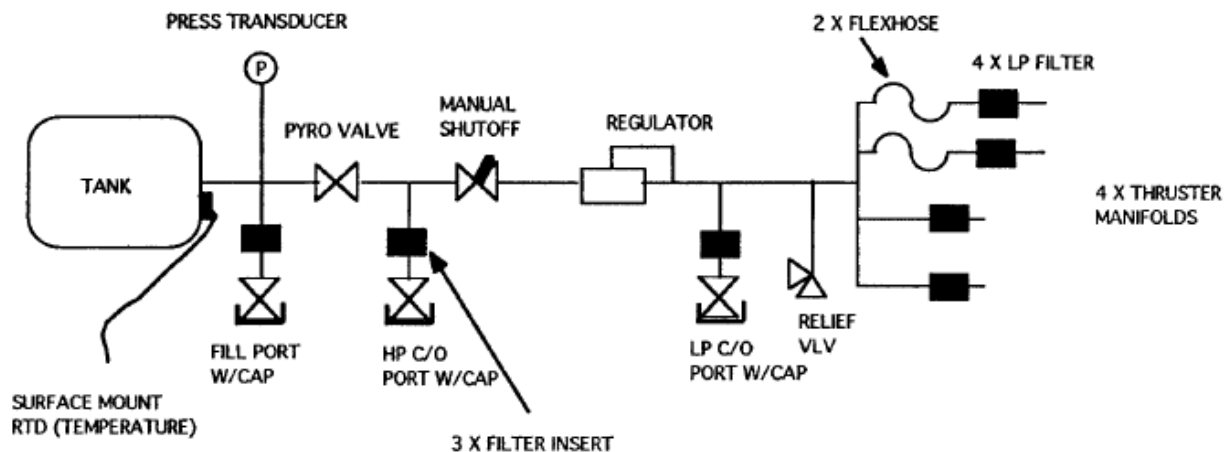 PRESS TRANSDUCER
P
2 X FLEXHOSE
4 X LP FILTER
PYRO VALVE
MANUAL
SHUTOFF
REGULATOR
TANK
4 X THRUSTER
MANIFOLDS
FILL PORT
W/CAP
HP C/O
PORT W/CAP
LP C/O
PORT W/CAP
RELIEF
VLV
SURFACE MOUNT
RTD (TEMPERATURE)
3 X FILTER INSERT